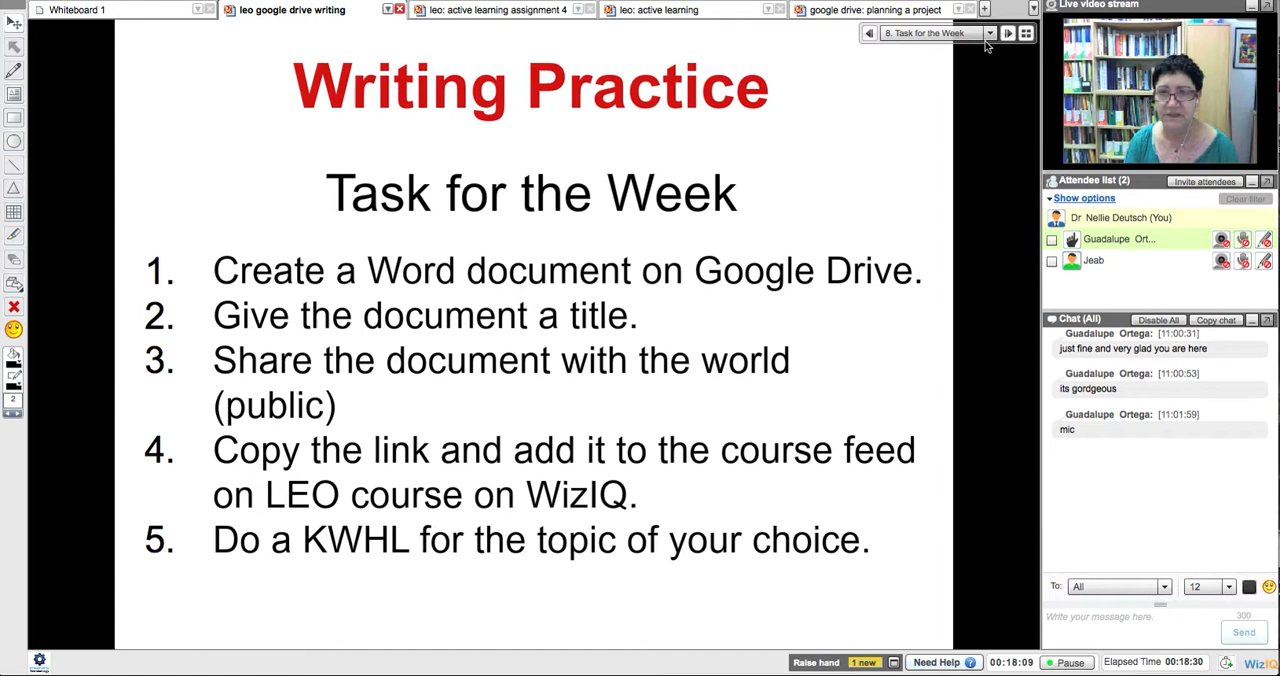 Whiteboard 1
leo google drive writing
leo: active learning assignment 4
leo: active learning
google drive: planning a project
Live video stream
8. Task for the Week
Writing Practice
Task for the Week
1. Create a Word document on Google Drive.
2. Give the document a title.
3. Share the document with the world
(public)
4. Copy the link and add it to the course feed
on LEO course on WizIQ.
5. Do a KWHL for the topic of your choice.
2
Attendee list (2)
Invite attendees
Show options
Clear filter
Dr Nellie Deutsch (You)
Guadalupe Ort...
Jeab
Chat (All)
Disable All
Copy chat
Guadalupe Ortega: [11:00:31]
just fine and very glad you are here
Guadalupe Ortega: [11:00:53]
its gordgeous
Guadalupe Ortega: [11:01:59]
mic
To: All
12
Write your message here.
300
Send
Raise hand 1 new
Need Help ?
00:18:09
Pause
Elapsed Time 00:18:30
WizIQ